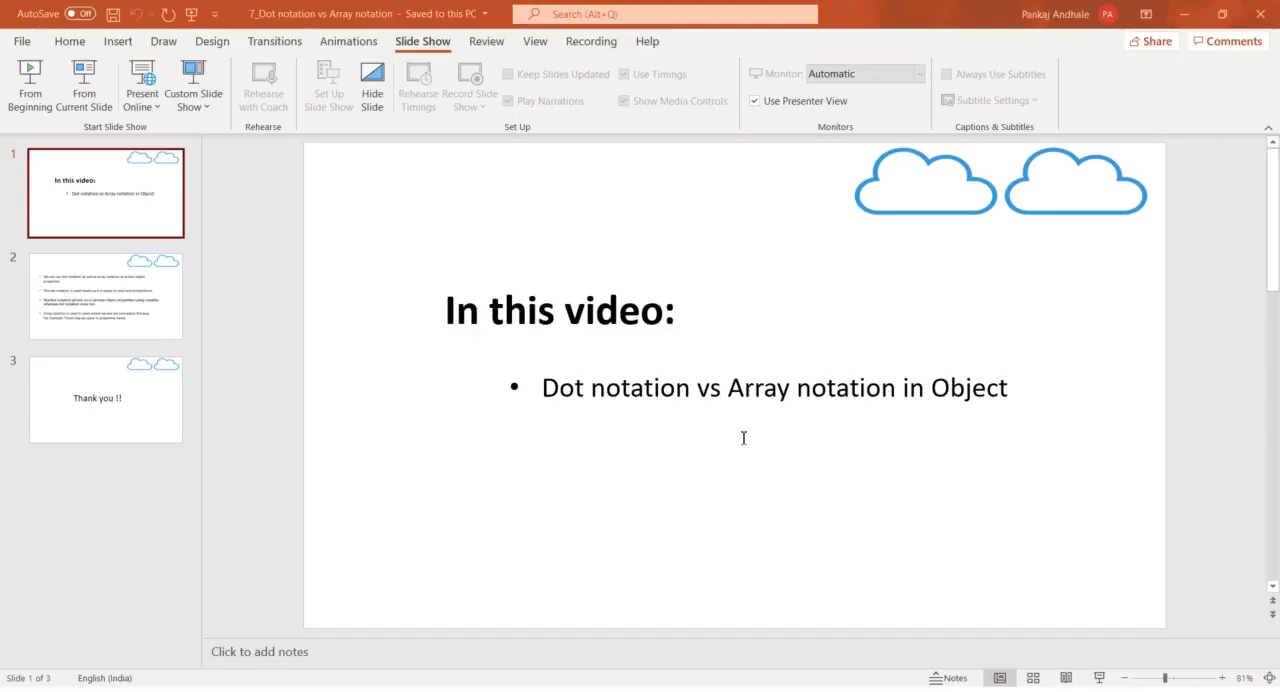 AutoSave Off 7_Dot notation vs Array notation - Saved to this PC Search (Alt+Q) Pankaj Andhale PA
File Home Insert Draw Design Transitions Animations Slide Show Review View Recording Help Share Comments
From Beginning
From Current Slide
Present Online
Custom Slide Show
Start Slide Show
Rehearse with Coach
Rehearse
Set Up Slide Show
Hide Slide
Rehearse Timings
Record Slide Show
Keep Slides Updated
Play Narrations
Use Timings
Show Media Controls
Set Up
Monitor: Automatic
Use Presenter View
Monitors
Always Use Subtitles
Subtitle Settings
Captions & Subtitles
1
In this video:
• Dot notation vs Array notation in Object
2
3
Thank you !!
In this video:
• Dot notation vs Array notation in Object
Click to add notes
Slide 1 of 3 English (India) Notes 81%